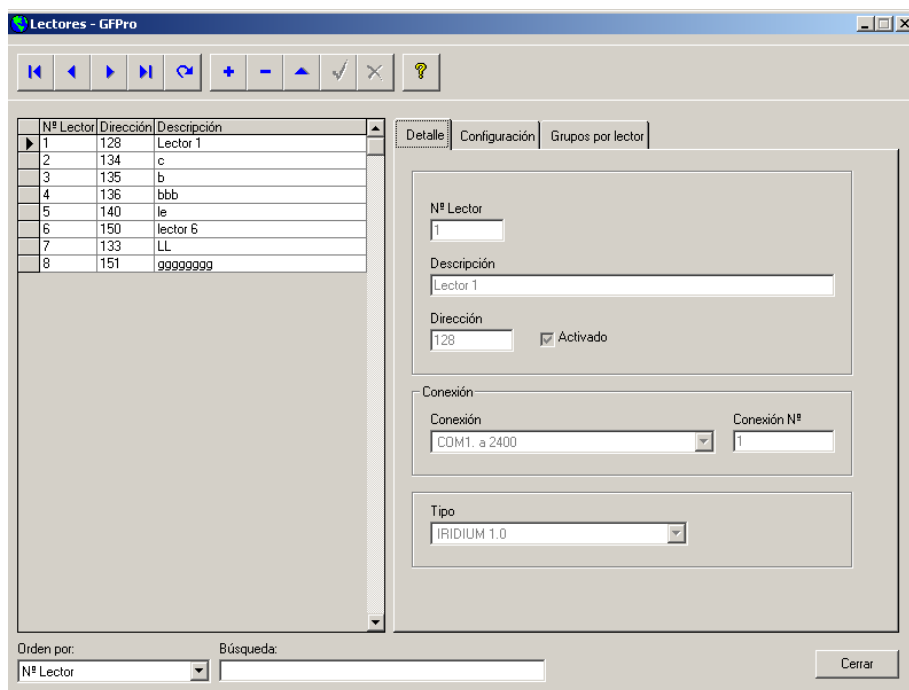 Lectores - GFPro
Nº Lector Dirección Descripción
1 128 Lector 1
2 134 c
3 135 b
4 136 bbb
5 140 le
6 150 lector 6
7 133 LL
8 151 gggggggg
Detalle Configuración Grupos por lector
Nº Lector
1
Descripción
Lector 1
Dirección
128 Activado
Conexión
Conexión Conexión Nº
COM1. a 2400 1
Tipo
IRIDIUM 1.0
Orden por: Búsqueda:
Nº Lector
Cerrar